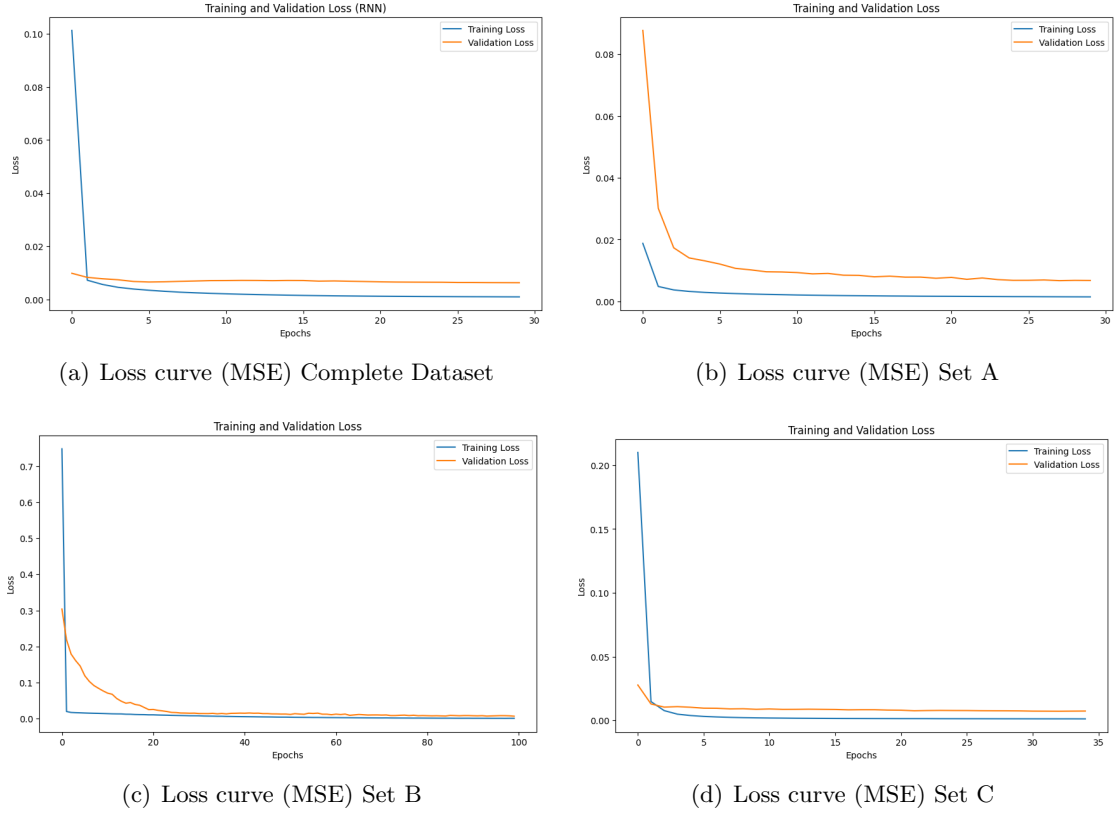 Training and Validation Loss (RNN)
Training Loss
Validation Loss
0.10
0.08
0.06
0.04
0.02
0.00
Loss
0 5 10 15 20 25 30
Epochs
(a) Loss curve (MSE) Complete Dataset
Training and Validation Loss
Training Loss
Validation Loss
0.08
0.06
0.04
0.02
0.00
Loss
0 5 10 15 20 25 30
Epochs
(b) Loss curve (MSE) Set A
Training and Validation Loss
Training Loss
Validation Loss
0.7
0.6
0.5
0.4
0.3
0.2
0.1
0.0
Loss
0 20 40 60 80 100
Epochs
(c) Loss curve (MSE) Set B
Training and Validation Loss
Training Loss
Validation Loss
0.20
0.15
0.10
0.05
0.00
Loss
0 5 10 15 20 25 30 35
Epochs
(d) Loss curve (MSE) Set C